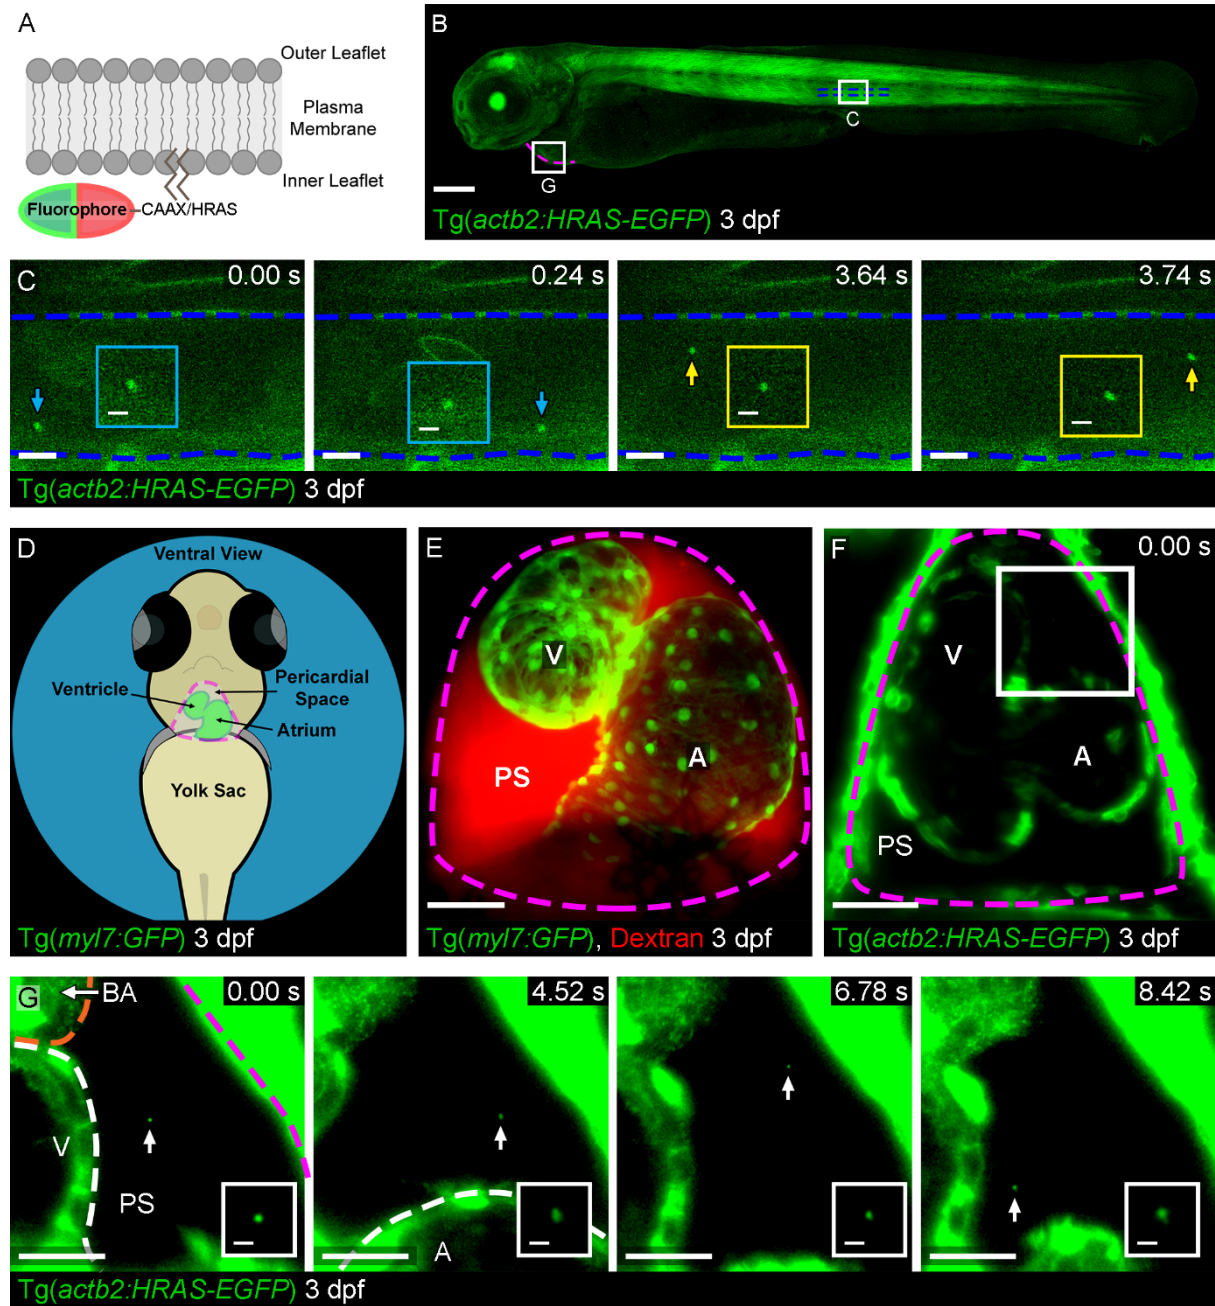 A
Outer Leaflet
Plasma
Membrane
Inner Leaflet
Fluorophore
CAAX/HRAS
B
C
G
Tg(actb2:HRAS-EGFP) 3 dpf
C
0.00 s
0.24 s
3.64 s
3.74 s
Tg(actb2:HRAS-EGFP) 3 dpf
D
Ventral View
Ventricle
Pericardial
Space
Atrium
Yolk Sac
Tg(myl7:GFP) 3 dpf
E
V
A
PS
Tg(myl7:GFP), Dextran 3 dpf
F
0.00 s
V
A
PS
Tg(actb2:HRAS-EGFP) 3 dpf
G
BA
0.00 s
V
PS
4.52 s
A
6.78 s
8.42 s
Tg(actb2:HRAS-EGFP) 3 dpf